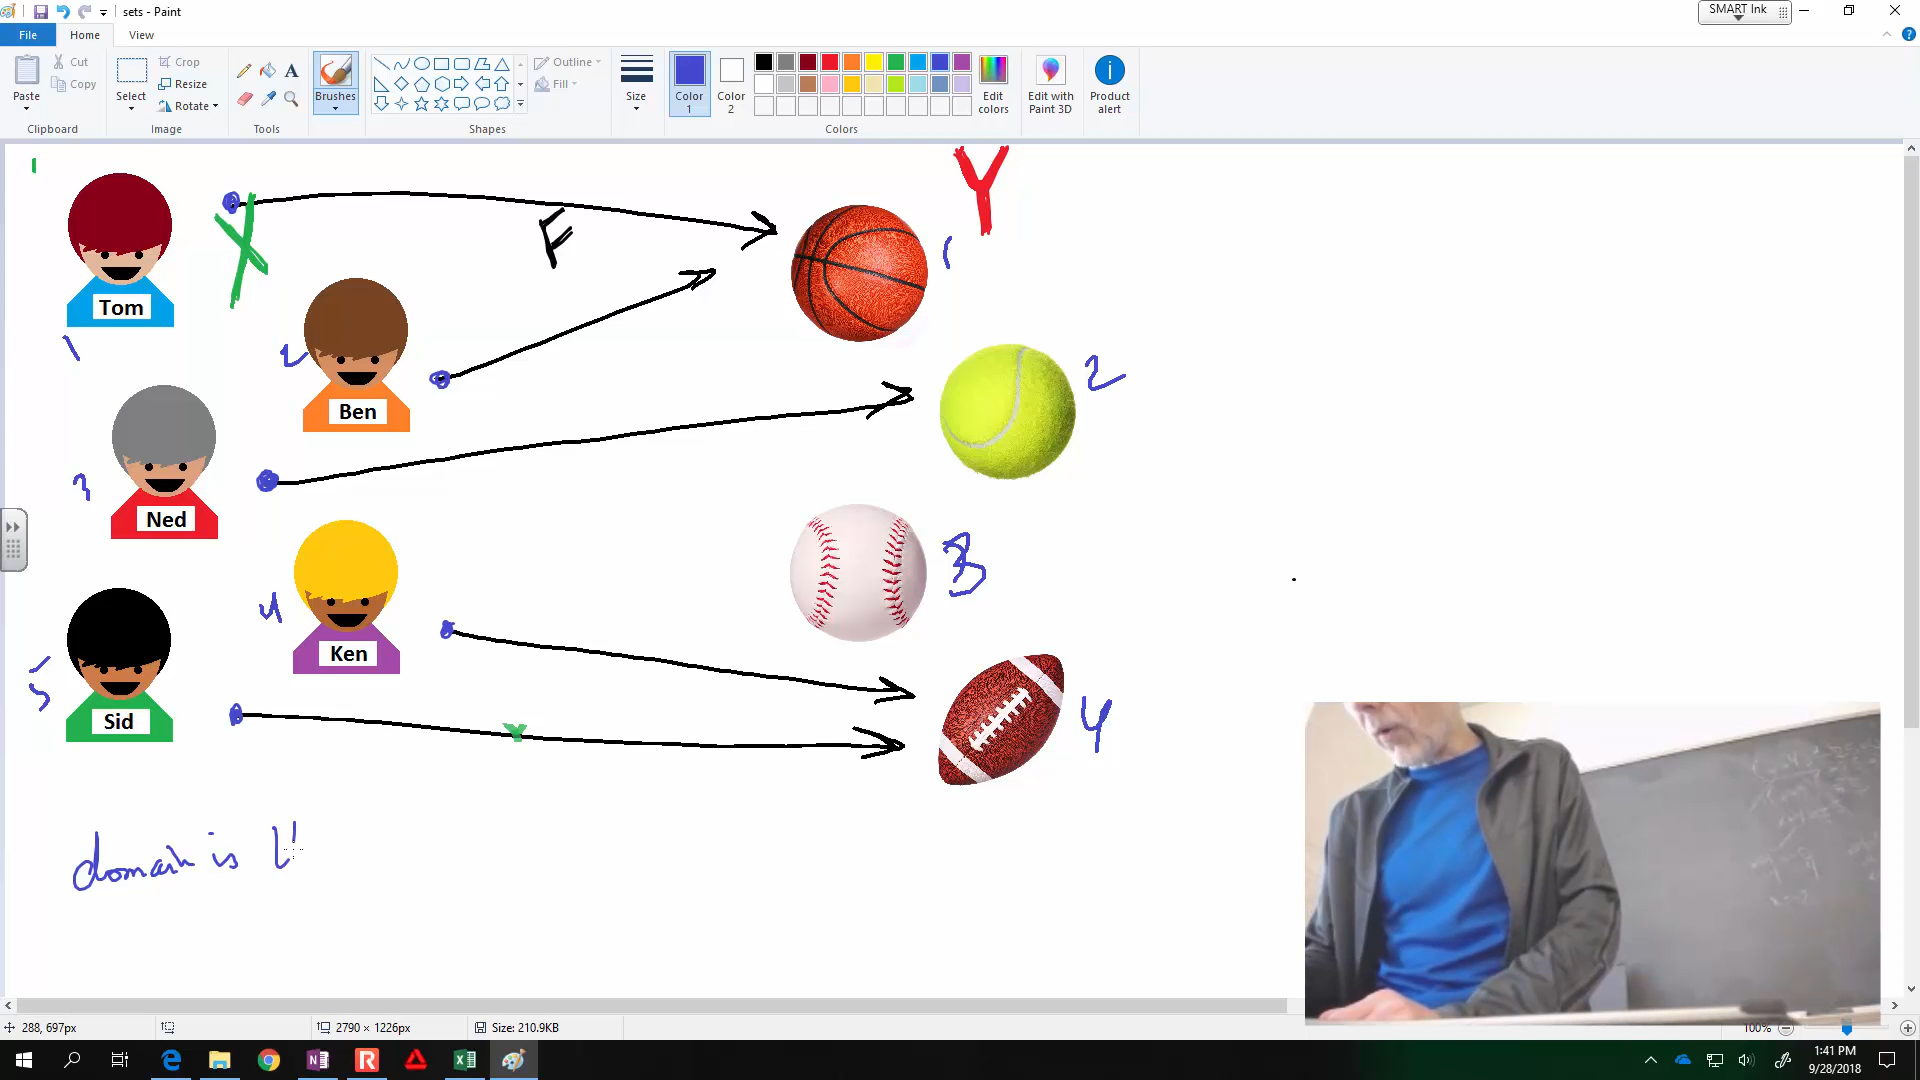 sets - Paint
SMART Ink
File Home View
Cut
Copy
Paste
Clipboard
Crop
Resize
Rotate
Select
Image
Tools
Brushes
Outline
Fill
Shapes
Size
Color 1
Color 2
Edit colors
Colors
Edit with Paint 3D
Product alert
X
F
Y
Tom
1
Ben
2
Ned
3
Ken
4
Sid
5
1
2
3
4
domain is
288, 697px
2790 × 1226px
Size: 210.9KB
100%
1:41 PM
9/28/2018